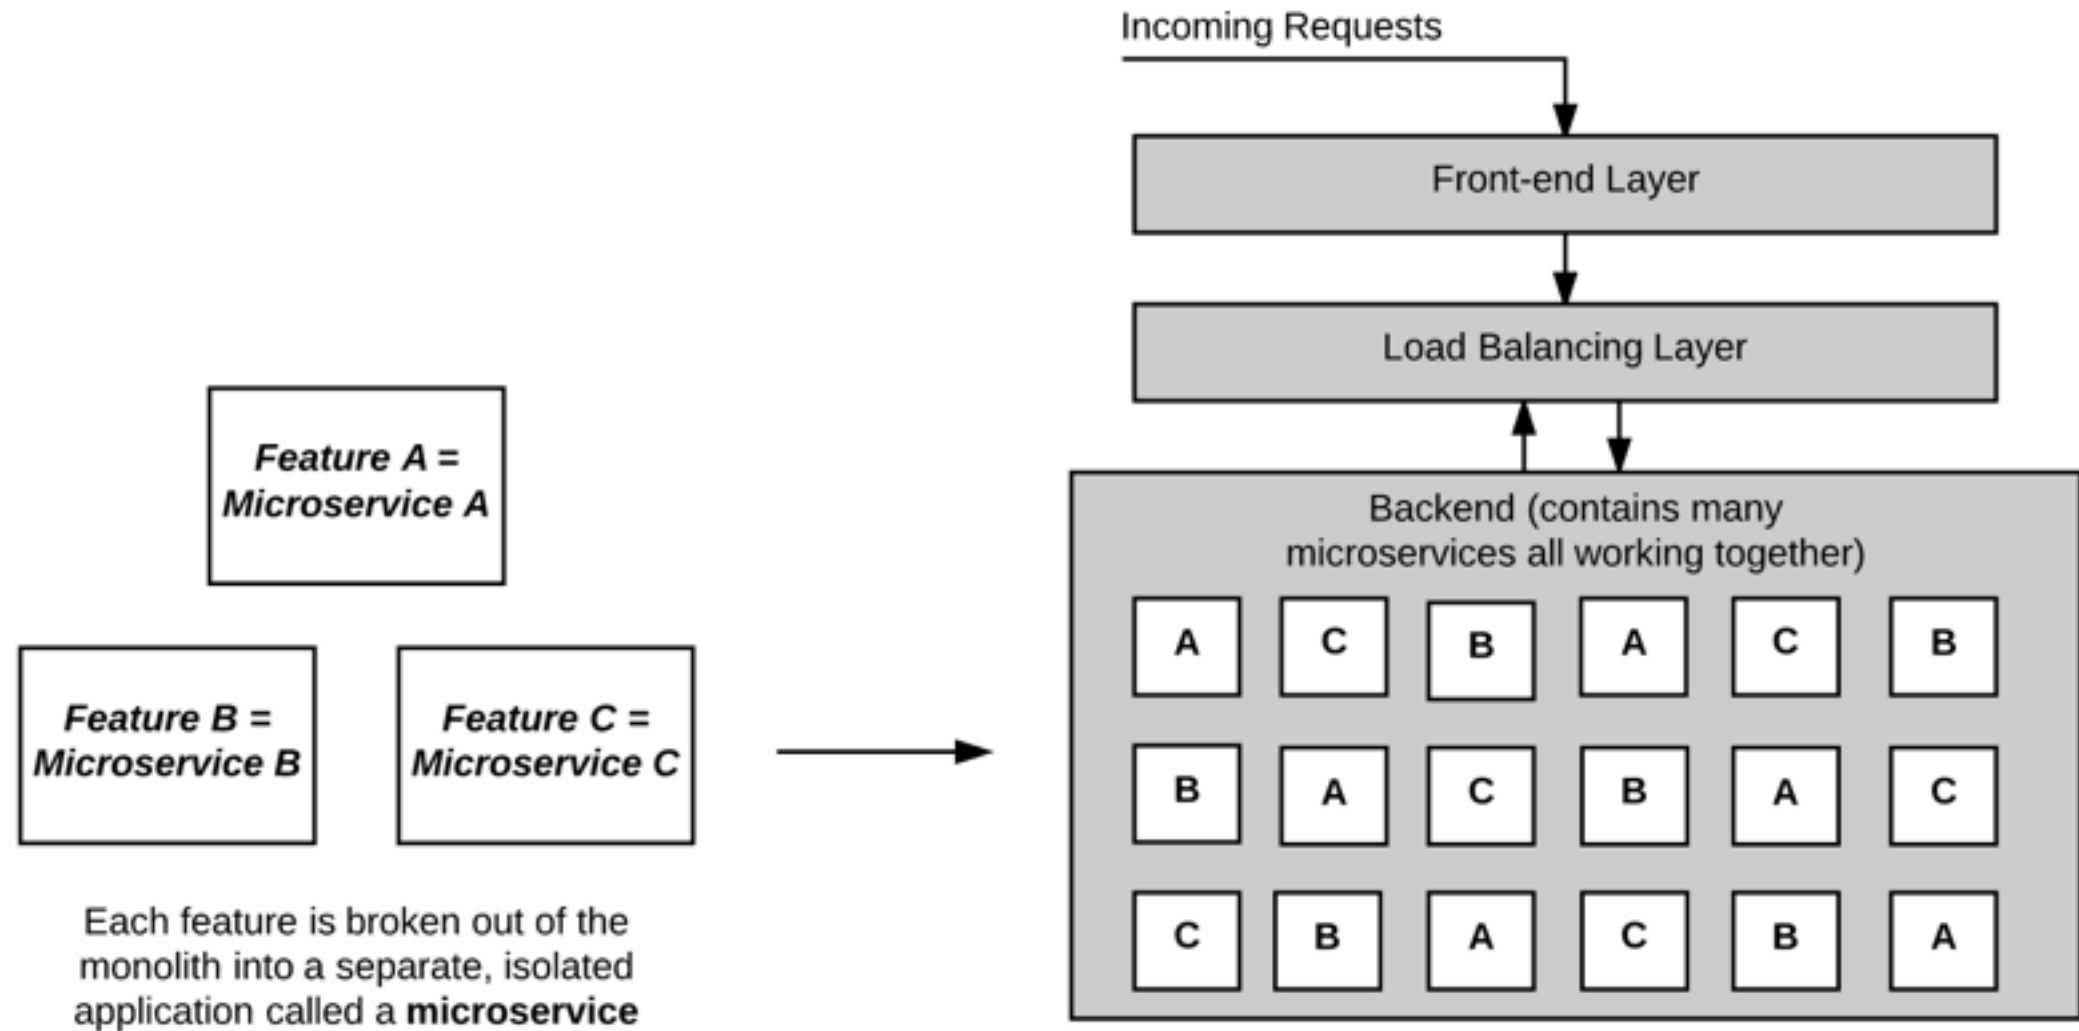 Incoming Requests
Front-end Layer
Load Balancing Layer
Feature A =
Microservice A
Feature B =
Microservice B
Feature C =
Microservice C
Each feature is broken out of the
monolith into a separate, isolated
application called a microservice
Backend (contains many
microservices all working together)
A C B A C B
B A C B A C
C B A C B A